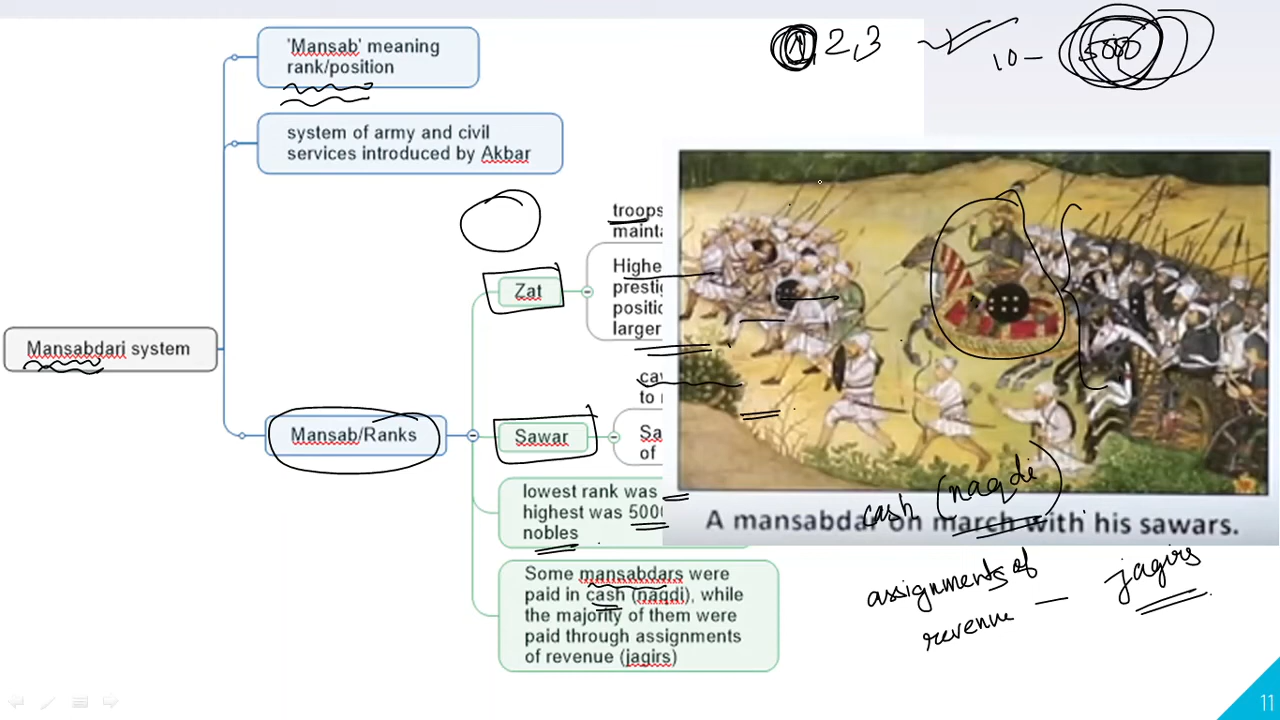 1, 2, 3
10 - 5000
'Mansab' meaning
rank/position
system of army and civil
services introduced by Akbar
troops
mainta
Highe
prestig
positio
larger
Zat
Mansabdari system
cav
to r
Mansab/Ranks
Sawar
Sa
of
lowest rank was
highest was 5000
nobles
Some mansabdars were
paid in cash (naqdi), while
the majority of them were
paid through assignments
of revenue (jagirs)
cash (naqdi)
A mansabdar on march with his sawars.
assignments of
revenue — jagirs
11